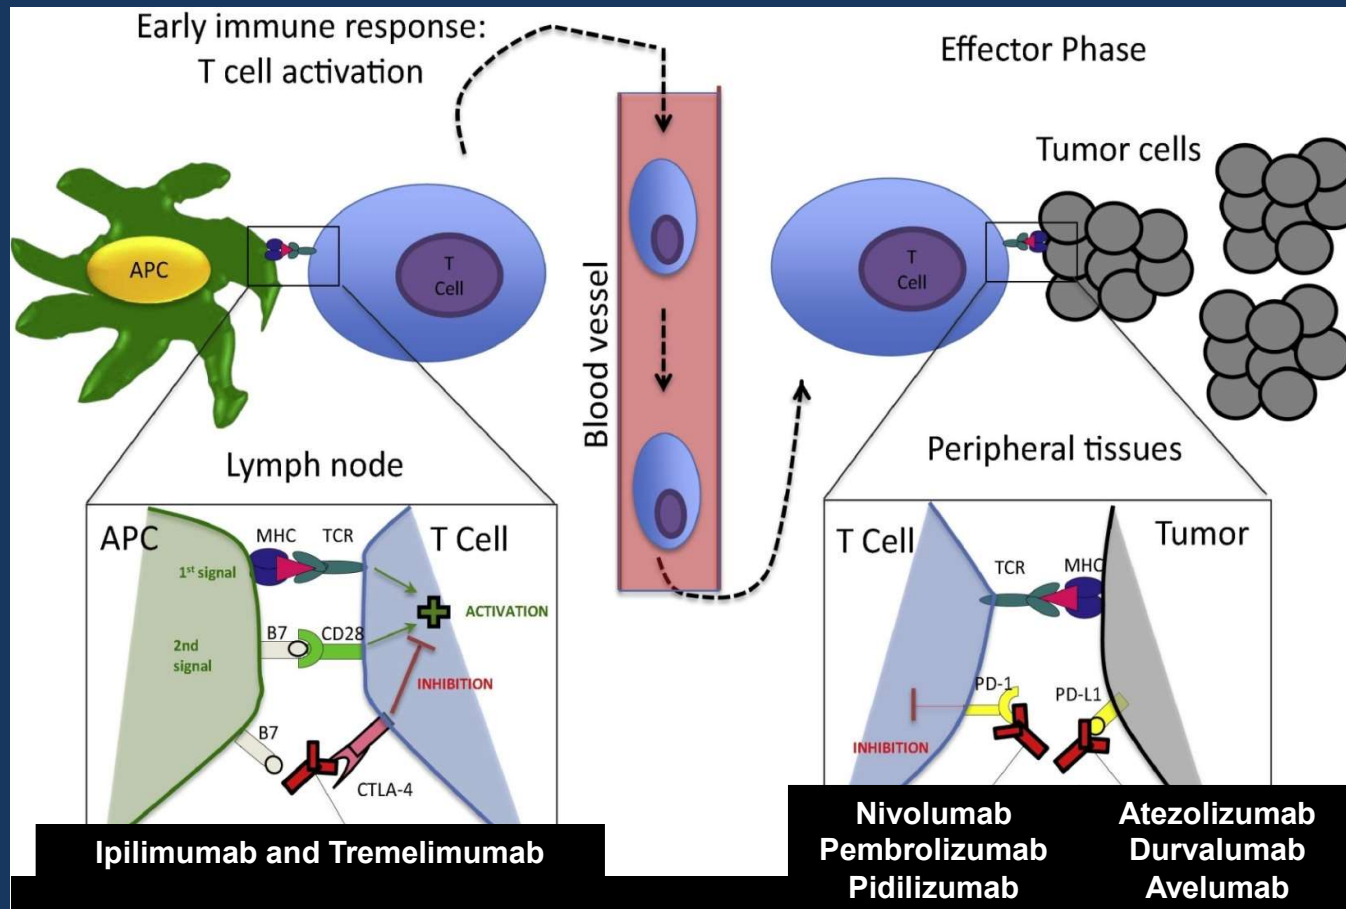 Early immune response:
T cell activation
Effector Phase
Tumor cells
APC
T
Cell
Blood vessel
T
Cell
Lymph node
Peripheral tissues
APC
MHC
TCR
T Cell
1st signal
ACTIVATION
B7
CD28
2nd
signal
INHIBITION
B7
CTLA-4
T Cell
Tumor
TCR
MHC
PD-1
PD-L1
INHIBITION
Ipilimumab and Tremelimumab
Nivolumab
Pembrolizumab
Pidilizumab
Atezolizumab
Durvalumab
Avelumab